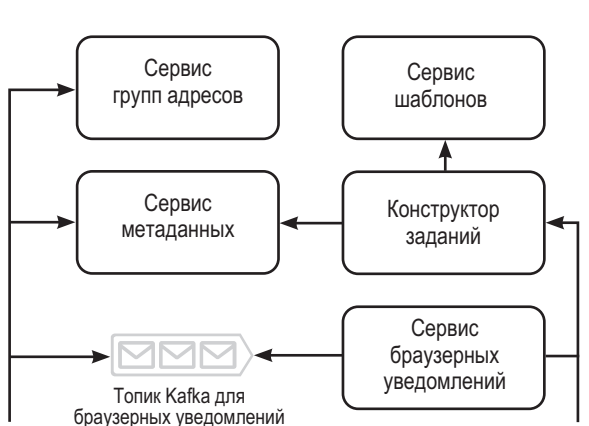 Сервис
групп адресов
Сервис
шаблонов
Сервис
метаданных
Конструктор
заданий
Сервис
браузерных
уведомлений
Топик Kafka для
браузерных уведомлений